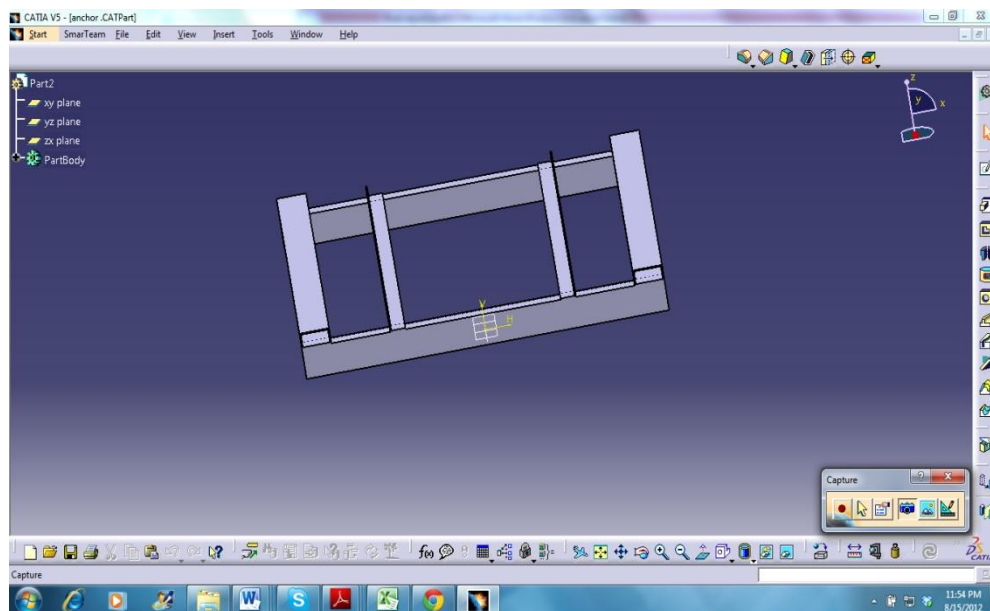 CATIA V5 - [anchor .CATPart]
Start SmarTeam File Edit View Insert Tools Window Help
Part2
xy plane
yz plane
zx plane
PartBody
z
y x
V
H
Capture
f(x)
CATIA
Capture
11:54 PM
8/15/2012